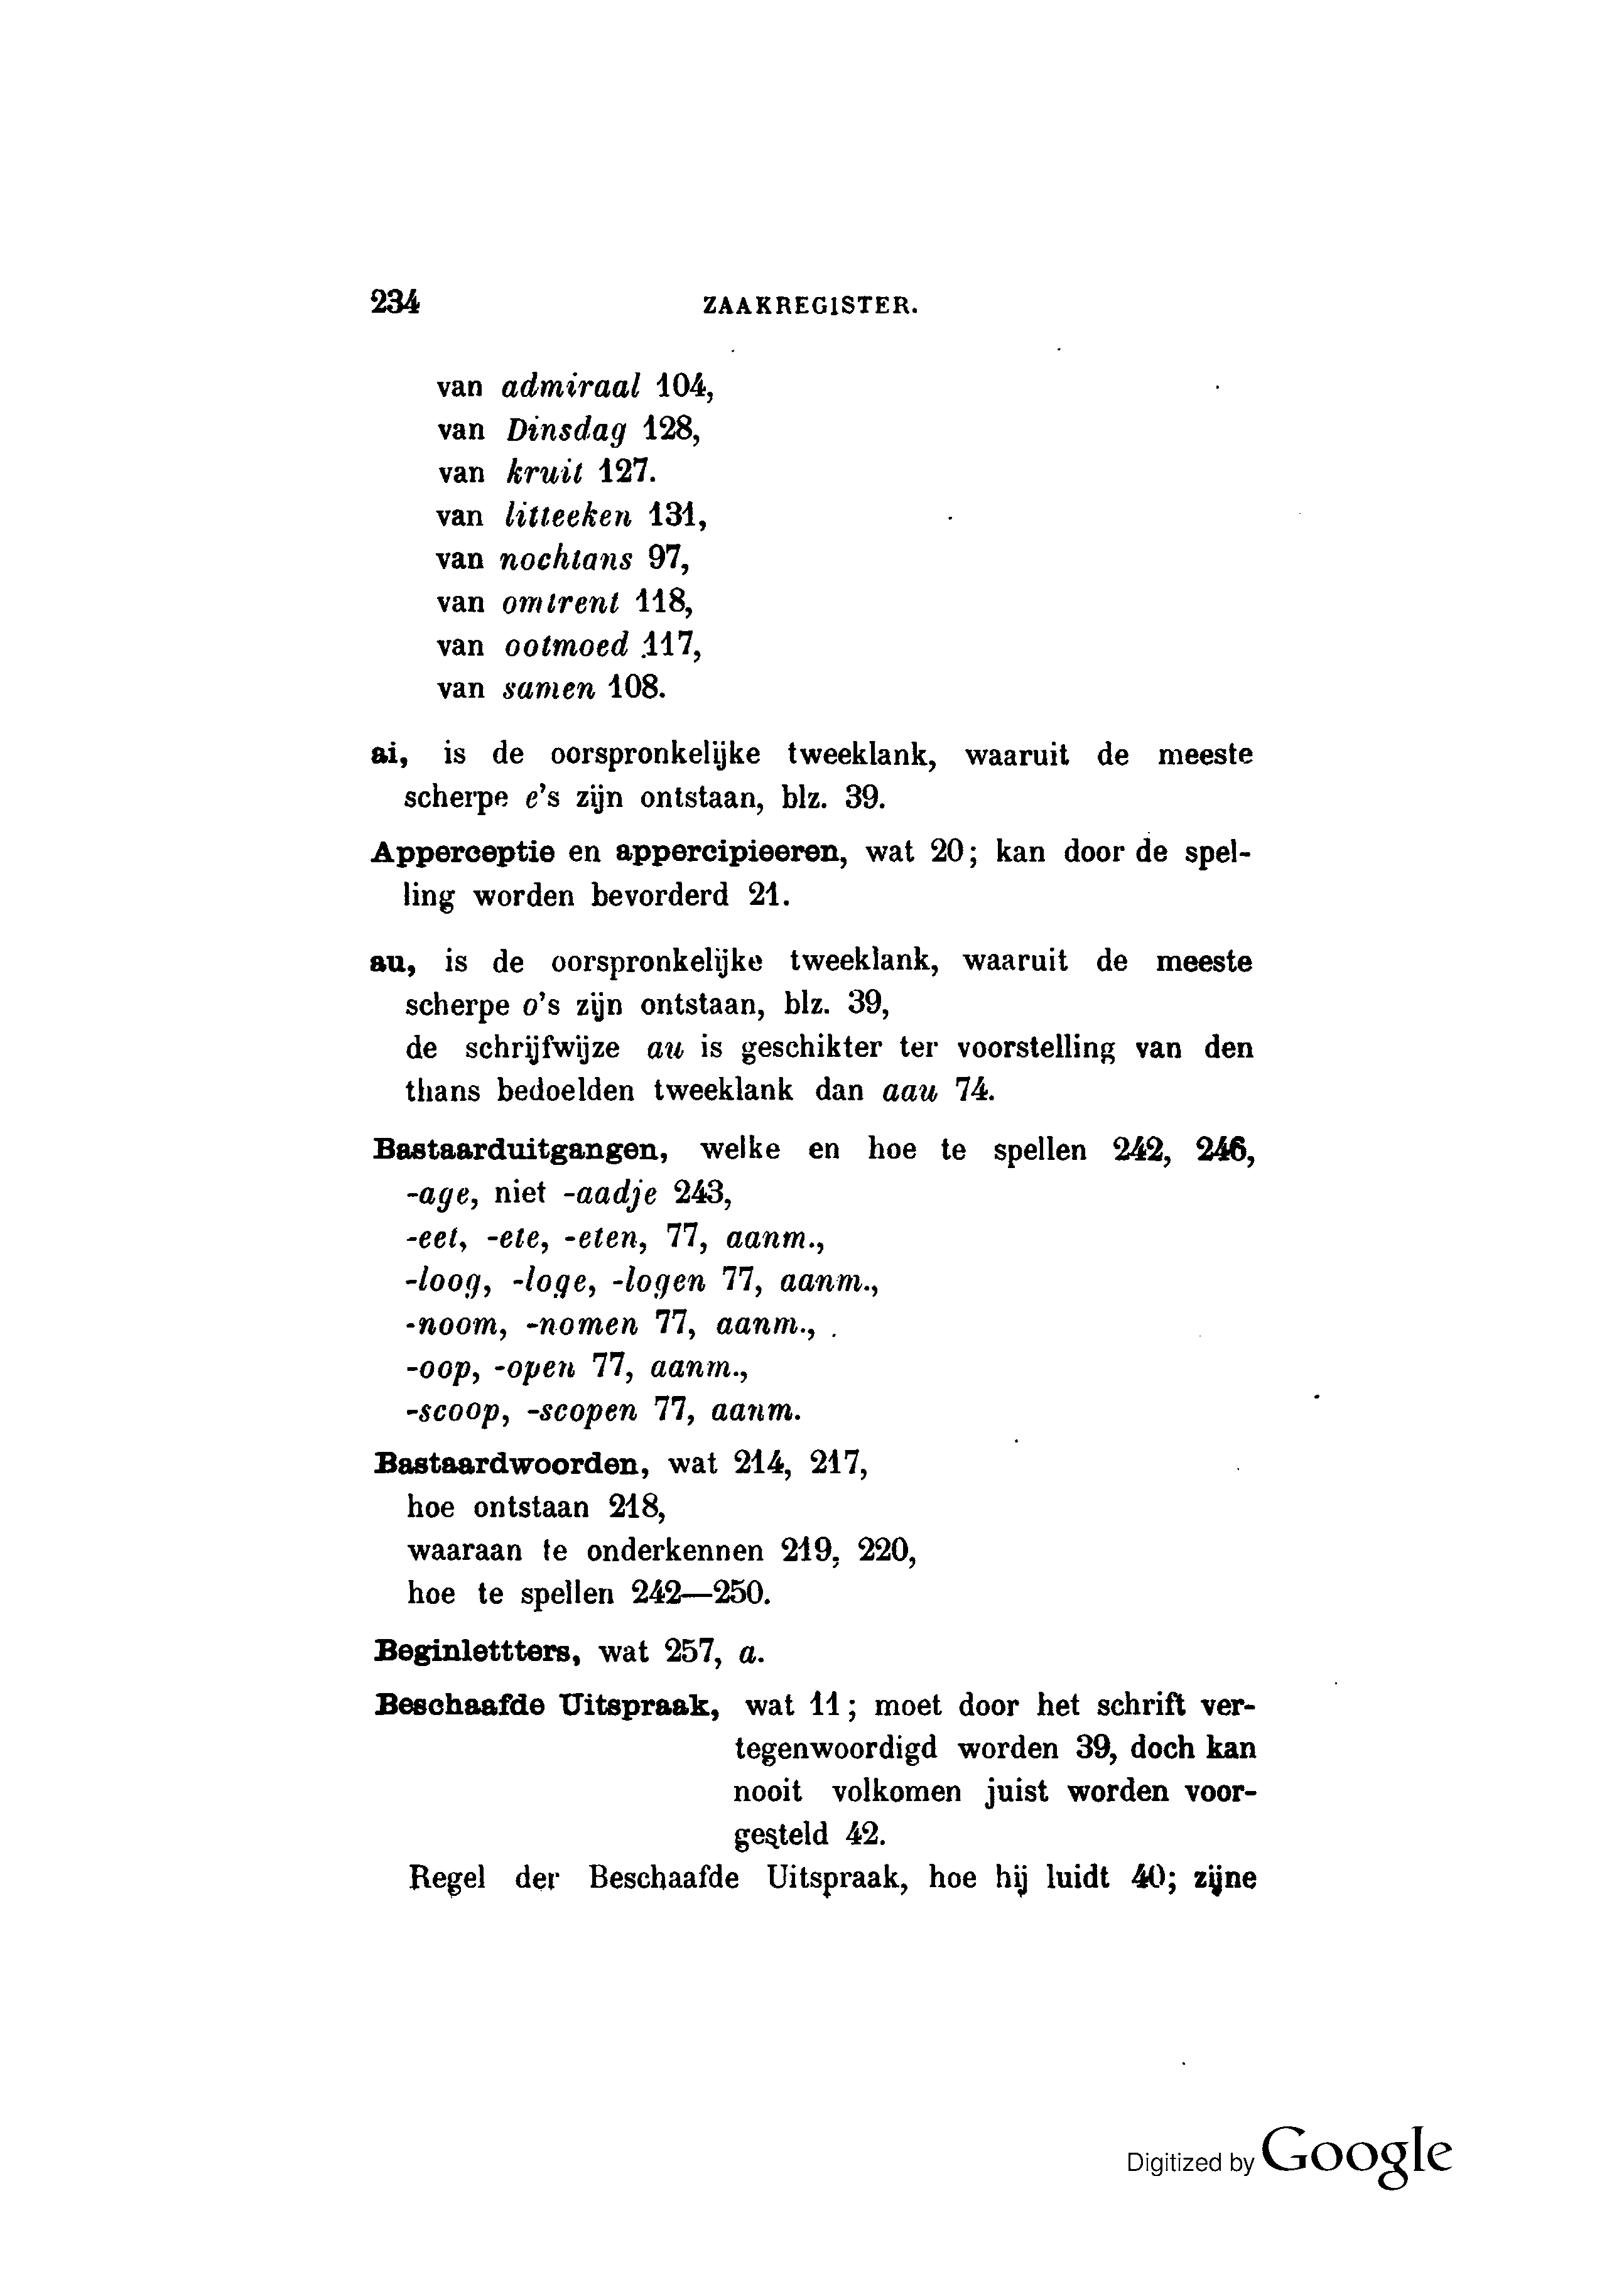 234 ZAAKREGISTER.
van admiraal 104,
van Dinsdag 128,
van kruit 127.
van litteeken 131,
van nochtans 97,
van omtrent 118,
van ootmoed 117,
van samen 108.
ai, is de oorspronkelijke tweeklank, waaruit de meeste
scherpe e's zijn ontstaan, blz. 39.
Apperceptie en appercipieeren, wat 20; kan door de spel-
ling worden bevorderd 21.
au, is de oorspronkelijke tweeklank, waaruit de meeste
scherpe o's zijn ontstaan, blz. 39,
de schrijfwijze au is geschikter ter voorstelling van den
thans bedoelden tweeklank dan aau 74.
Bastaarduitgangen, welke en hoe te spellen 242, 246,
-age, niet -aadje 243,
-eet, -ete, -eten, 77, aanm.,
-loog, -loge, -logen 77, aanm.,
-noom, -nomen 77, aanm.,
-oop, -open 77, aanm.,
-scoop, -scopen 77, aanm.
Bastaardwoorden, wat 214, 217,
hoe ontstaan 218,
waaraan te onderkennen 219, 220,
hoe te spellen 242—250.
Beginlettters, wat 257, a.
Beschaafde Uitspraak, wat 11; moet door het schrift ver-
tegenwoordigd worden 39, doch kan
nooit volkomen juist worden voor-
gesteld 42.
Regel der Beschaafde Uitspraak, hoe hij luidt 40; zijne
Digitized by Google